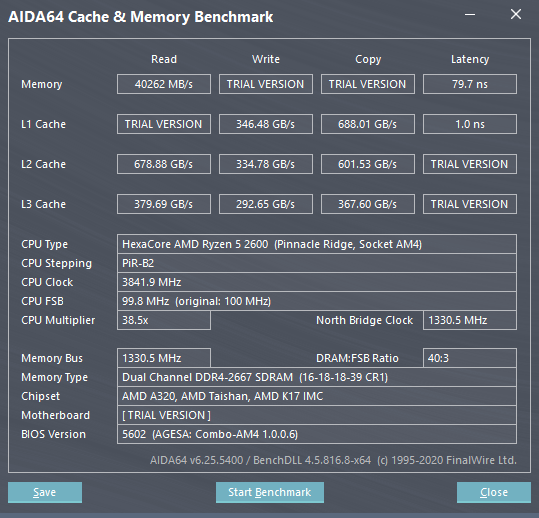 AIDA64 Cache & Memory Benchmark
Read Write Copy Latency
Memory 40262 MB/s TRIAL VERSION TRIAL VERSION 79.7 ns
L1 Cache TRIAL VERSION 346.48 GB/s 688.01 GB/s 1.0 ns
L2 Cache 678.88 GB/s 334.78 GB/s 601.53 GB/s TRIAL VERSION
L3 Cache 379.69 GB/s 292.65 GB/s 367.60 GB/s TRIAL VERSION
CPU Type HexaCore AMD Ryzen 5 2600 (Pinnacle Ridge, Socket AM4)
CPU Stepping PiR-B2
CPU Clock 3841.9 MHz
CPU FSB 99.8 MHz (original: 100 MHz)
CPU Multiplier 38.5x North Bridge Clock 1330.5 MHz
Memory Bus 1330.5 MHz DRAM:FSB Ratio 40:3
Memory Type Dual Channel DDR4-2667 SDRAM (16-18-18-39 CR1)
Chipset AMD A320, AMD Taishan, AMD K17 IMC
Motherboard [ TRIAL VERSION ]
BIOS Version 5602 (AGESA: Combo-AM4 1.0.0.6)
AIDA64 v6.25.5400 / BenchDLL 4.5.816.8-x64 (c) 1995-2020 FinalWire Ltd.
Save Start Benchmark Close